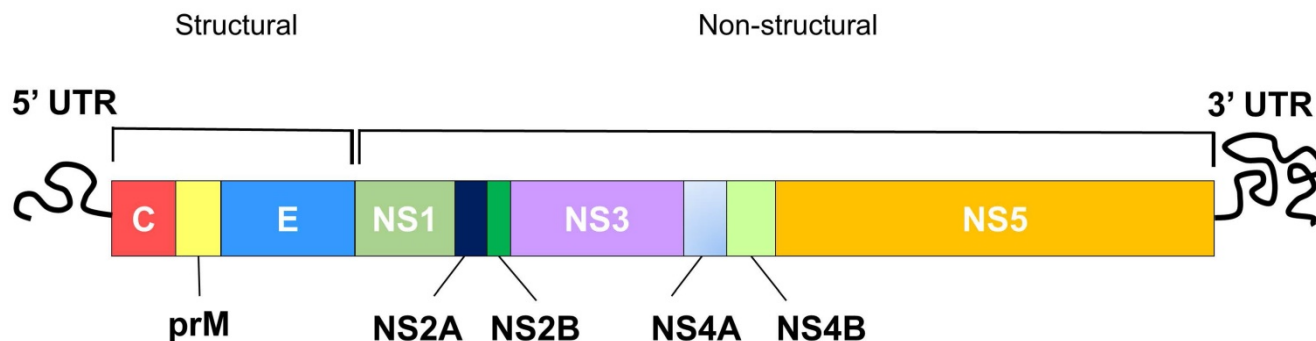 Structural Non-structural
5’ UTR 3’ UTR
C E NS1 NS3 NS5
prM NS2A NS2B NS4A NS4B